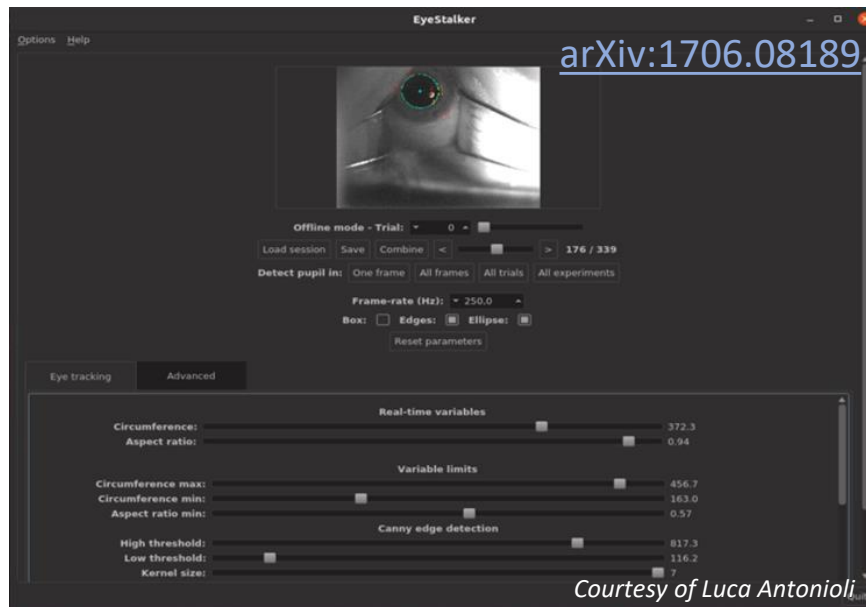 EyeStalker
Options Help
arXiv:1706.08189
Offline mode - Trial: 0
Load session Save Combine < > 176 / 339
Detect pupil in: One frame All frames All trials All experiments
Frame-rate (Hz): 250,0
Box: Edges: Ellipse:
Reset parameters
Eye tracking Advanced
Real-time variables
Circumference: 372.3
Aspect ratio: 0.94
Variable limits
Circumference max: 456.7
Circumference min: 163.0
Aspect ratio min: 0.57
Canny edge detection
High threshold: 817.3
Low threshold: 116.2
Kernel size: 7
Courtesy of Luca Antonioli